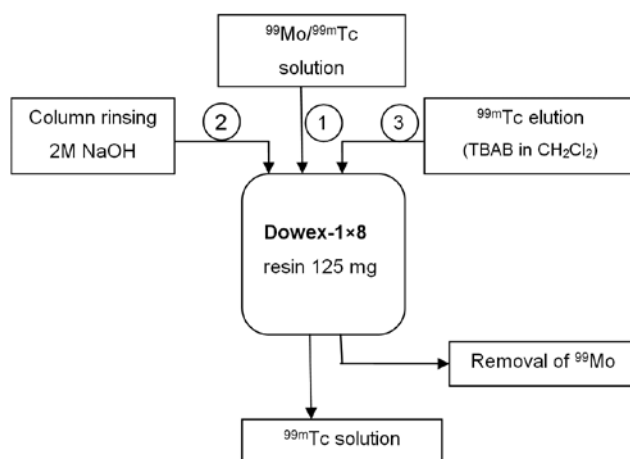 ⁹⁹Mo/⁹⁹ᵐTc
solution
Column rinsing
2M NaOH
2
1
3
⁹⁹ᵐTc elution
(TBAB in CH₂Cl₂)
Dowex-1×8
resin 125 mg
Removal of ⁹⁹Mo
⁹⁹ᵐTc solution